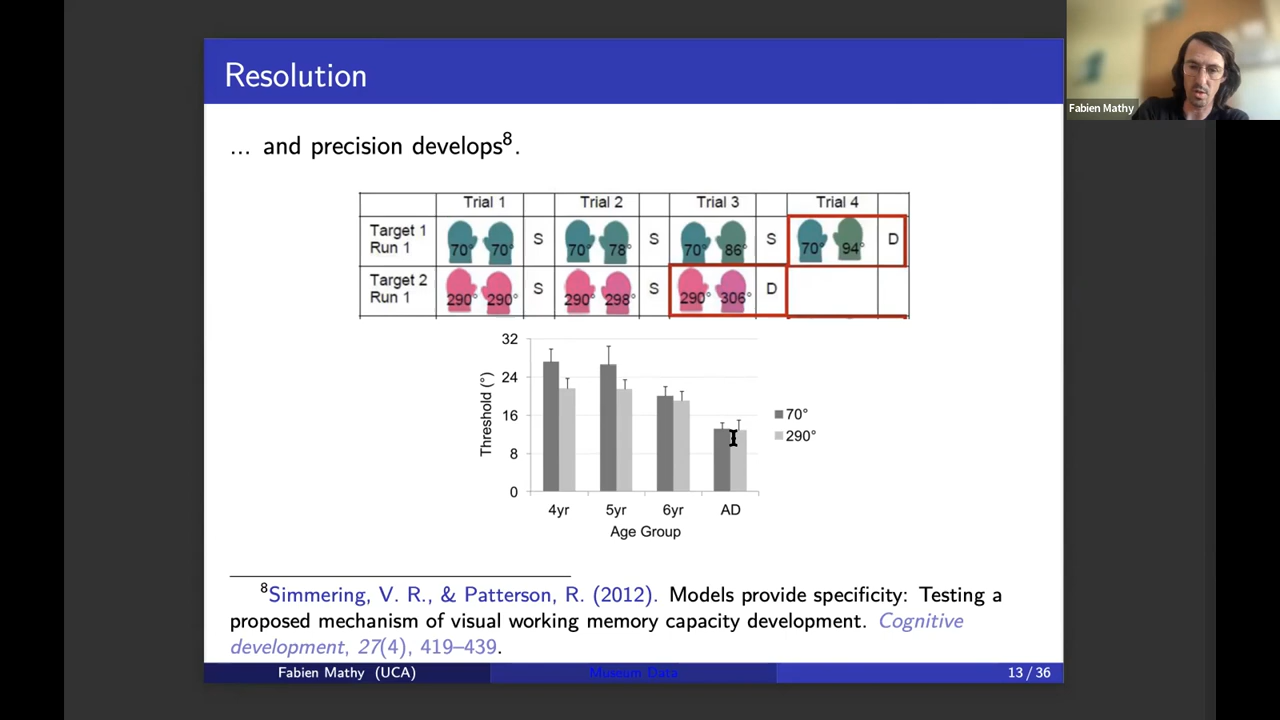 Resolution
Fabien Mathy
... and precision develops⁸.
Trial 1 Trial 2 Trial 3 Trial 4
Target 1 Run 1 70° 70° S 70° 78° S 70° 86° S 70° 94° D
Target 2 Run 1 290° 290° S 290° 298° S 290° 306° D
32
24
16
8
0
Threshold (°)
70°
290°
4yr 5yr 6yr AD
Age Group
⁸Simmering, V. R., & Patterson, R. (2012). Models provide specificity: Testing a
proposed mechanism of visual working memory capacity development. Cognitive
development, 27(4), 419–439.
Fabien Mathy (UCA) Museum Data 13 / 36